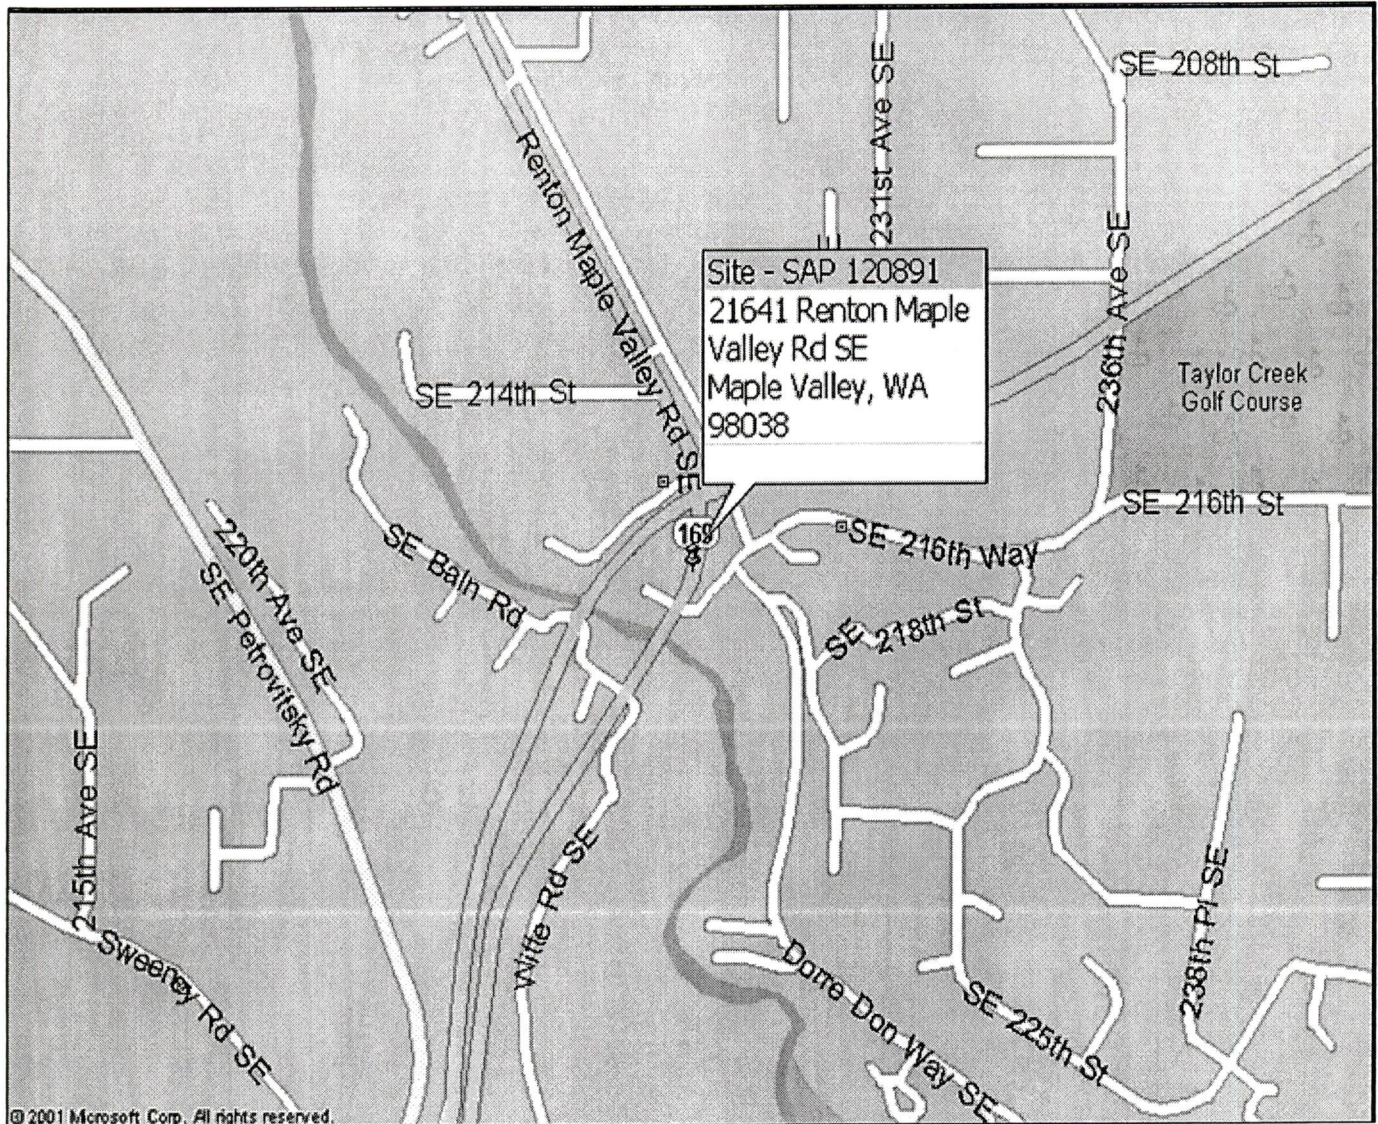 SE 208th St
231st Ave SE
Renton Maple Valley Rd SE
236th Ave SE
Site - SAP 120891
21641 Renton Maple
Valley Rd SE
Maple Valley, WA
98038
Taylor Creek
Golf Course
SE 214th St
SE 216th St
169
SE 216th Way
SE Baln Rd
220th Ave SE
SE Petrovitsky Rd
SE 218th St
215th Ave SE
Witte Rd SE
238th Pl SE
Sweeney Rd SE
Dorre Don Way SE
SE 225th St
© 2001 Microsoft Corp. All rights reserved.